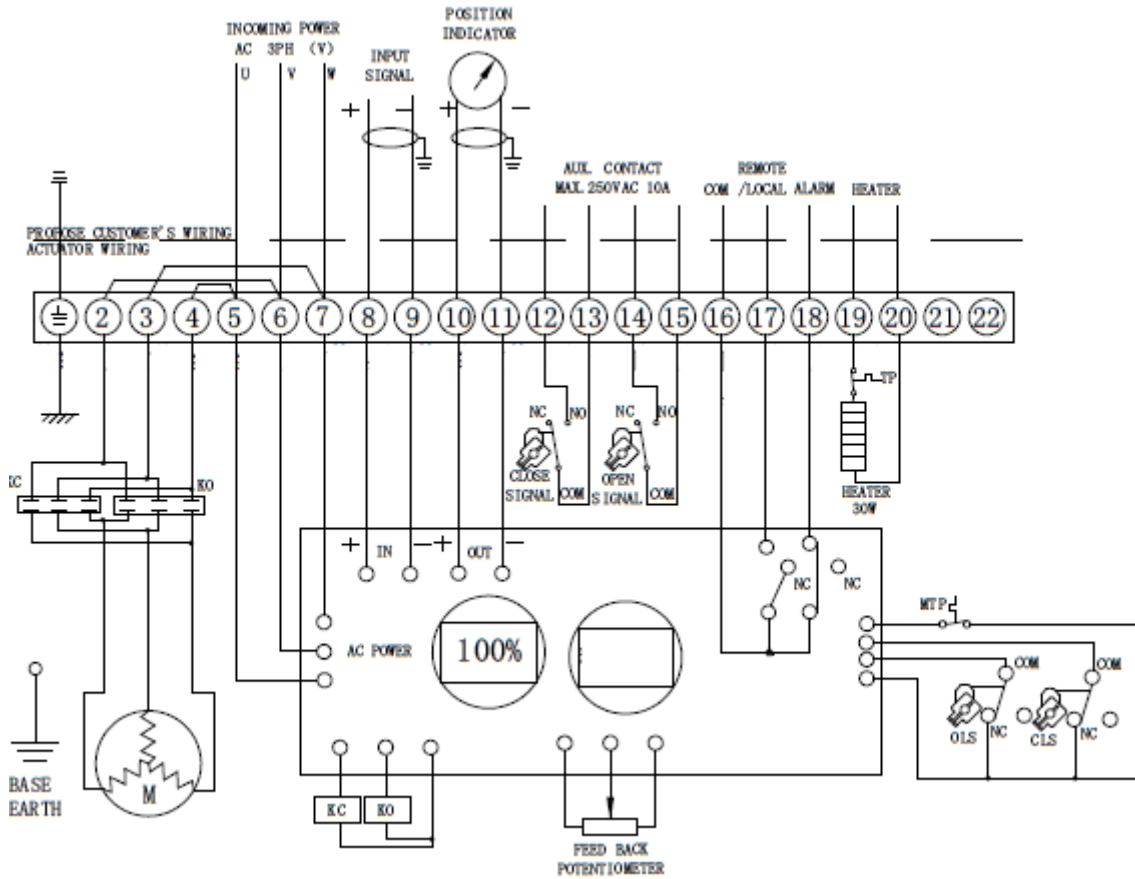 POSITION
INDICATOR
INCOMING POWER
AC 3PH (V)
U V W
INPUT
SIGNAL
+ −
+ −
AUX. CONTACT
MAX. 250VAC 10A
REMOTE
COM /LOCAL ALARM HEATER
PROPOSE CUSTOMER'S WIRING
ACTUATOR WIRING
2 3 4 5 6 7 8 9 10 11 12 13 14 15 16 17 18 19 20 21 22
TP
NC NO
NC NO
CLOSE
SIGNAL
COM
OPEN
SIGNAL
COM
HEATER
30W
KC KO
+ IN − + OUT −
NC NC
MTP
AC POWER
100%
COM
COM
OLS NC
CLS NC
BASE
EARTH
M
KC KO
FEED BACK
POTENTIOMETER